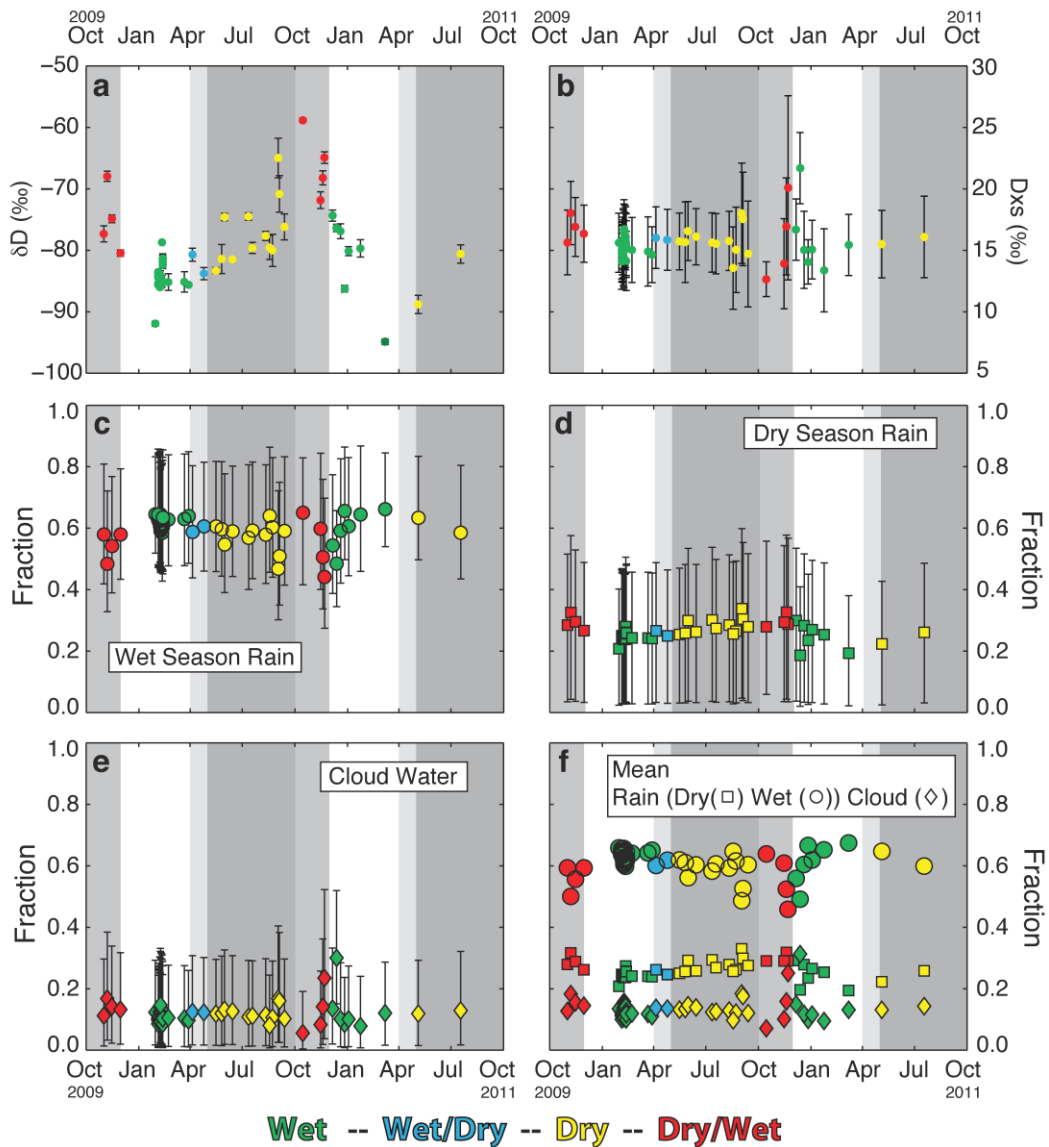 2009 2011 2009 2011
Oct Jan Apr Jul Oct Jan Apr Jul Oct Oct Jan Apr Jul Oct Jan Apr Jul Oct
a
δD (‰)
−50
−60
−70
−80
−90
−100
b
Dxs (‰)
30
25
20
15
10
5
c
Fraction
1.0
0.8
0.6
0.4
0.2
0.0
Wet Season Rain
d
Dry Season Rain
Fraction
1.0
0.8
0.6
0.4
0.2
0.0
e
Cloud Water
Fraction
1.0
0.8
0.6
0.4
0.2
0.0
f
Mean
Rain (Dry(□) Wet (○)) Cloud (◇)
Fraction
1.0
0.8
0.6
0.4
0.2
0.0
Oct Jan Apr Jul Oct Jan Apr Jul Oct Oct Jan Apr Jul Oct Jan Apr Jul Oct
2009 2011 2009 2011
Wet -- Wet/Dry -- Dry -- Dry/Wet